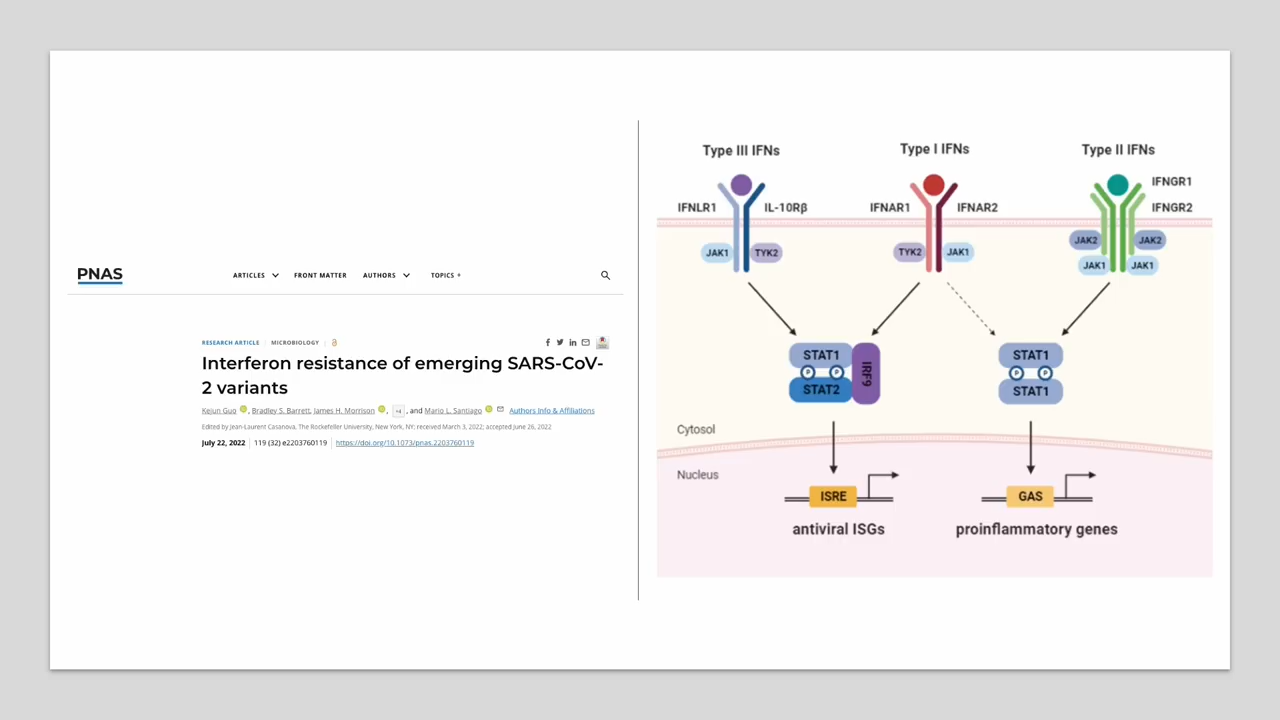 PNAS
ARTICLES FRONT MATTER AUTHORS TOPICS +
RESEARCH ARTICLE MICROBIOLOGY
Interferon resistance of emerging SARS-CoV-
2 variants
Kejun Guo, Bradley S. Barrett, James H. Morrison, +4, and Mario L. Santiago Authors Info & Affiliations
Edited by Jean-Laurent Casanova, The Rockefeller University, New York, NY; received March 3, 2022; accepted June 26, 2022
July 22, 2022 119 (32) e2203760119 https://doi.org/10.1073/pnas.2203760119
Type III IFNs Type I IFNs Type II IFNs
IFNGR1
IFNLR1 IL-10Rβ IFNAR1 IFNAR2 IFNGR2
JAK2 JAK2
JAK1 TYK2 TYK2 JAK1
JAK1 JAK1
STAT1 STAT1
P P P P
IRF9
STAT2 STAT1
Cytosol
Nucleus
ISRE GAS
antiviral ISGs proinflammatory genes